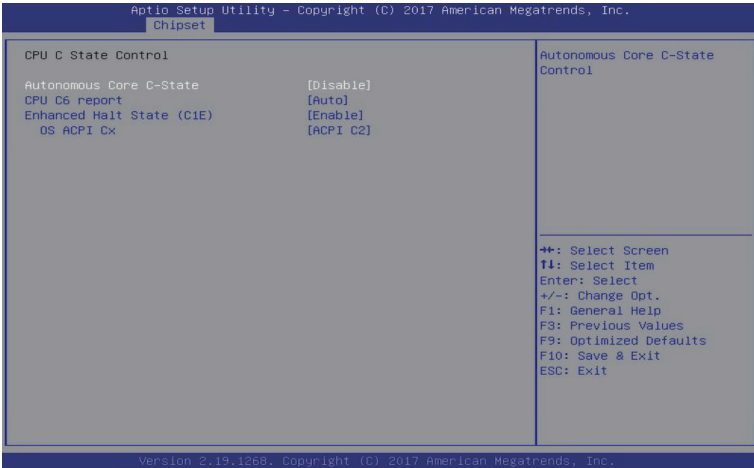 Aptio Setup Utility – Copyright (C) 2017 American Megatrends, Inc.
Chipset
CPU C State Control
Autonomous Core C-State [Disable]
CPU C6 report [Auto]
Enhanced Halt State (C1E) [Enable]
OS ACPI Cx [ACPI C2]
Autonomous Core C-State
Control
→←: Select Screen
↑↓: Select Item
Enter: Select
+/-: Change Opt.
F1: General Help
F3: Previous Values
F9: Optimized Defaults
F10: Save & Exit
ESC: Exit
Version 2.19.1268. Copyright (C) 2017 American Megatrends, Inc.